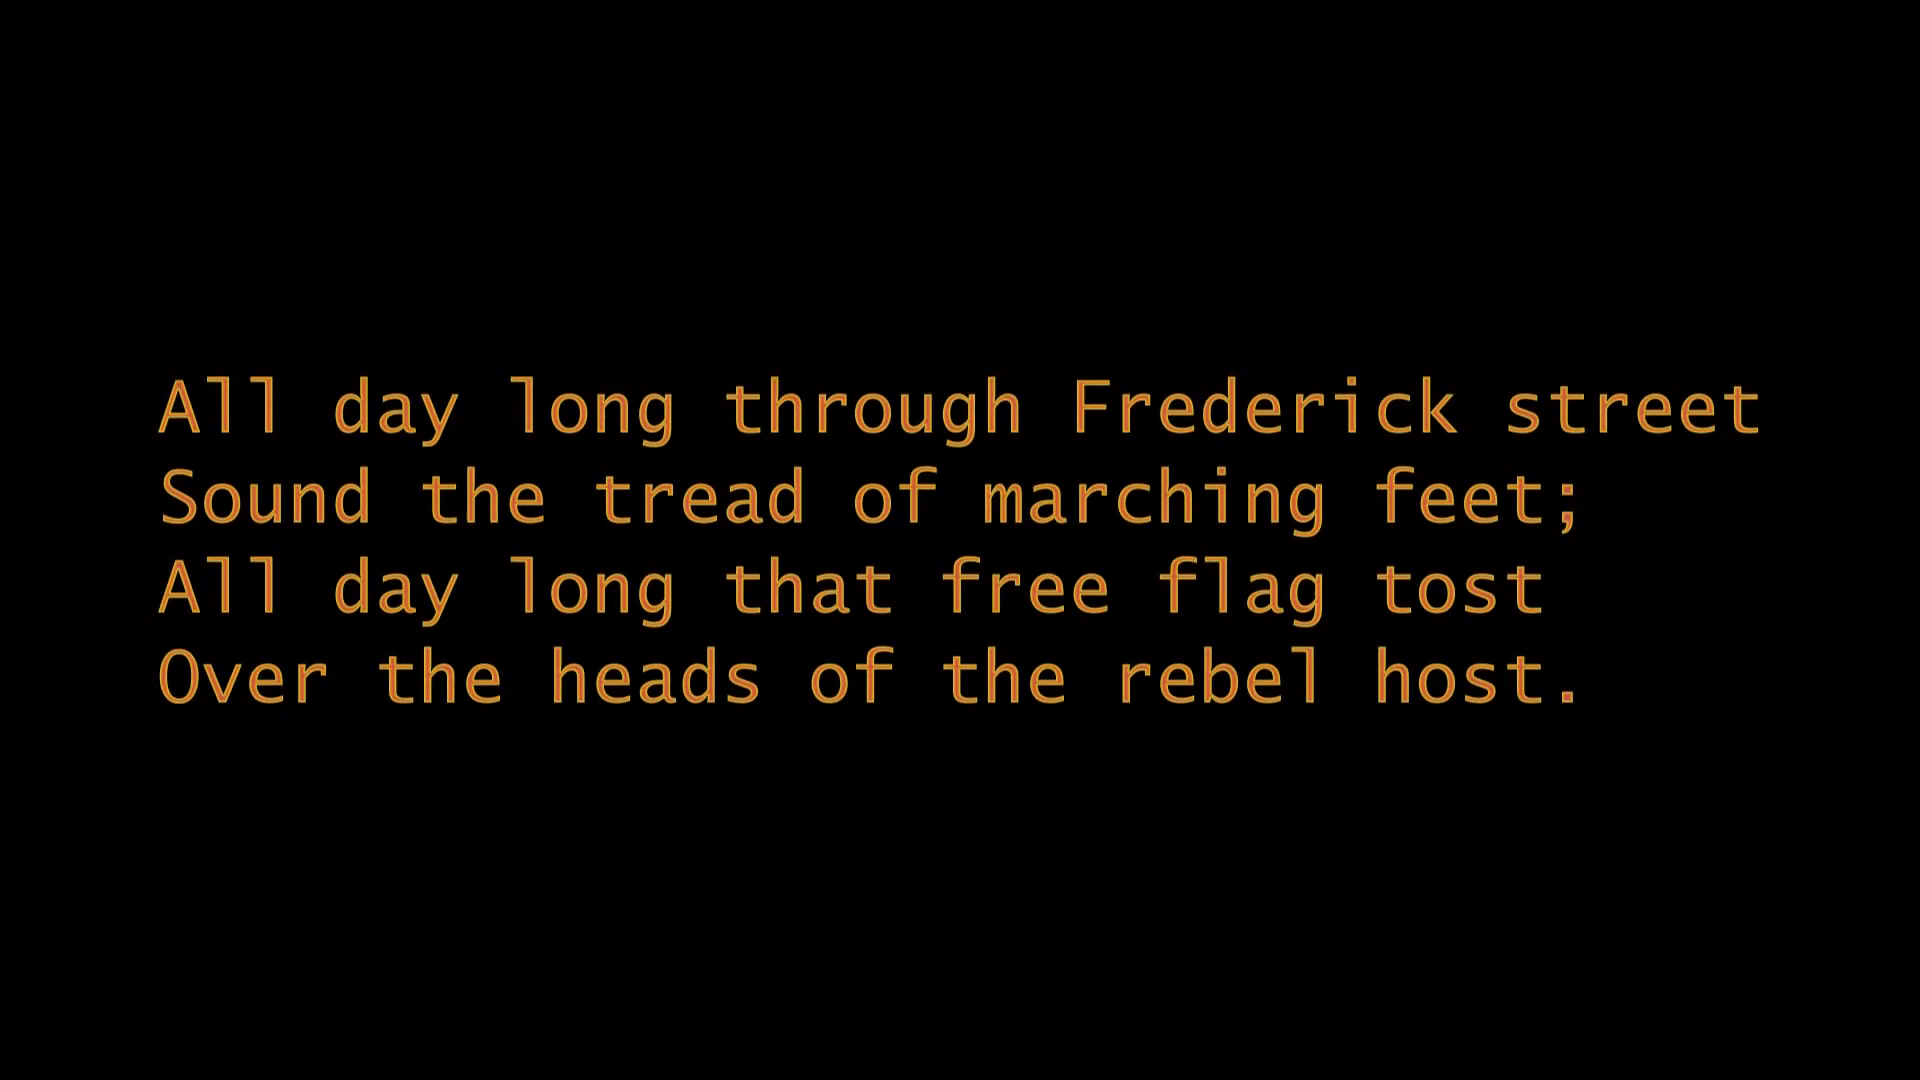 All day long through Frederick street
Sound the tread of marching feet;
All day long that free flag tost
Over the heads of the rebel host.